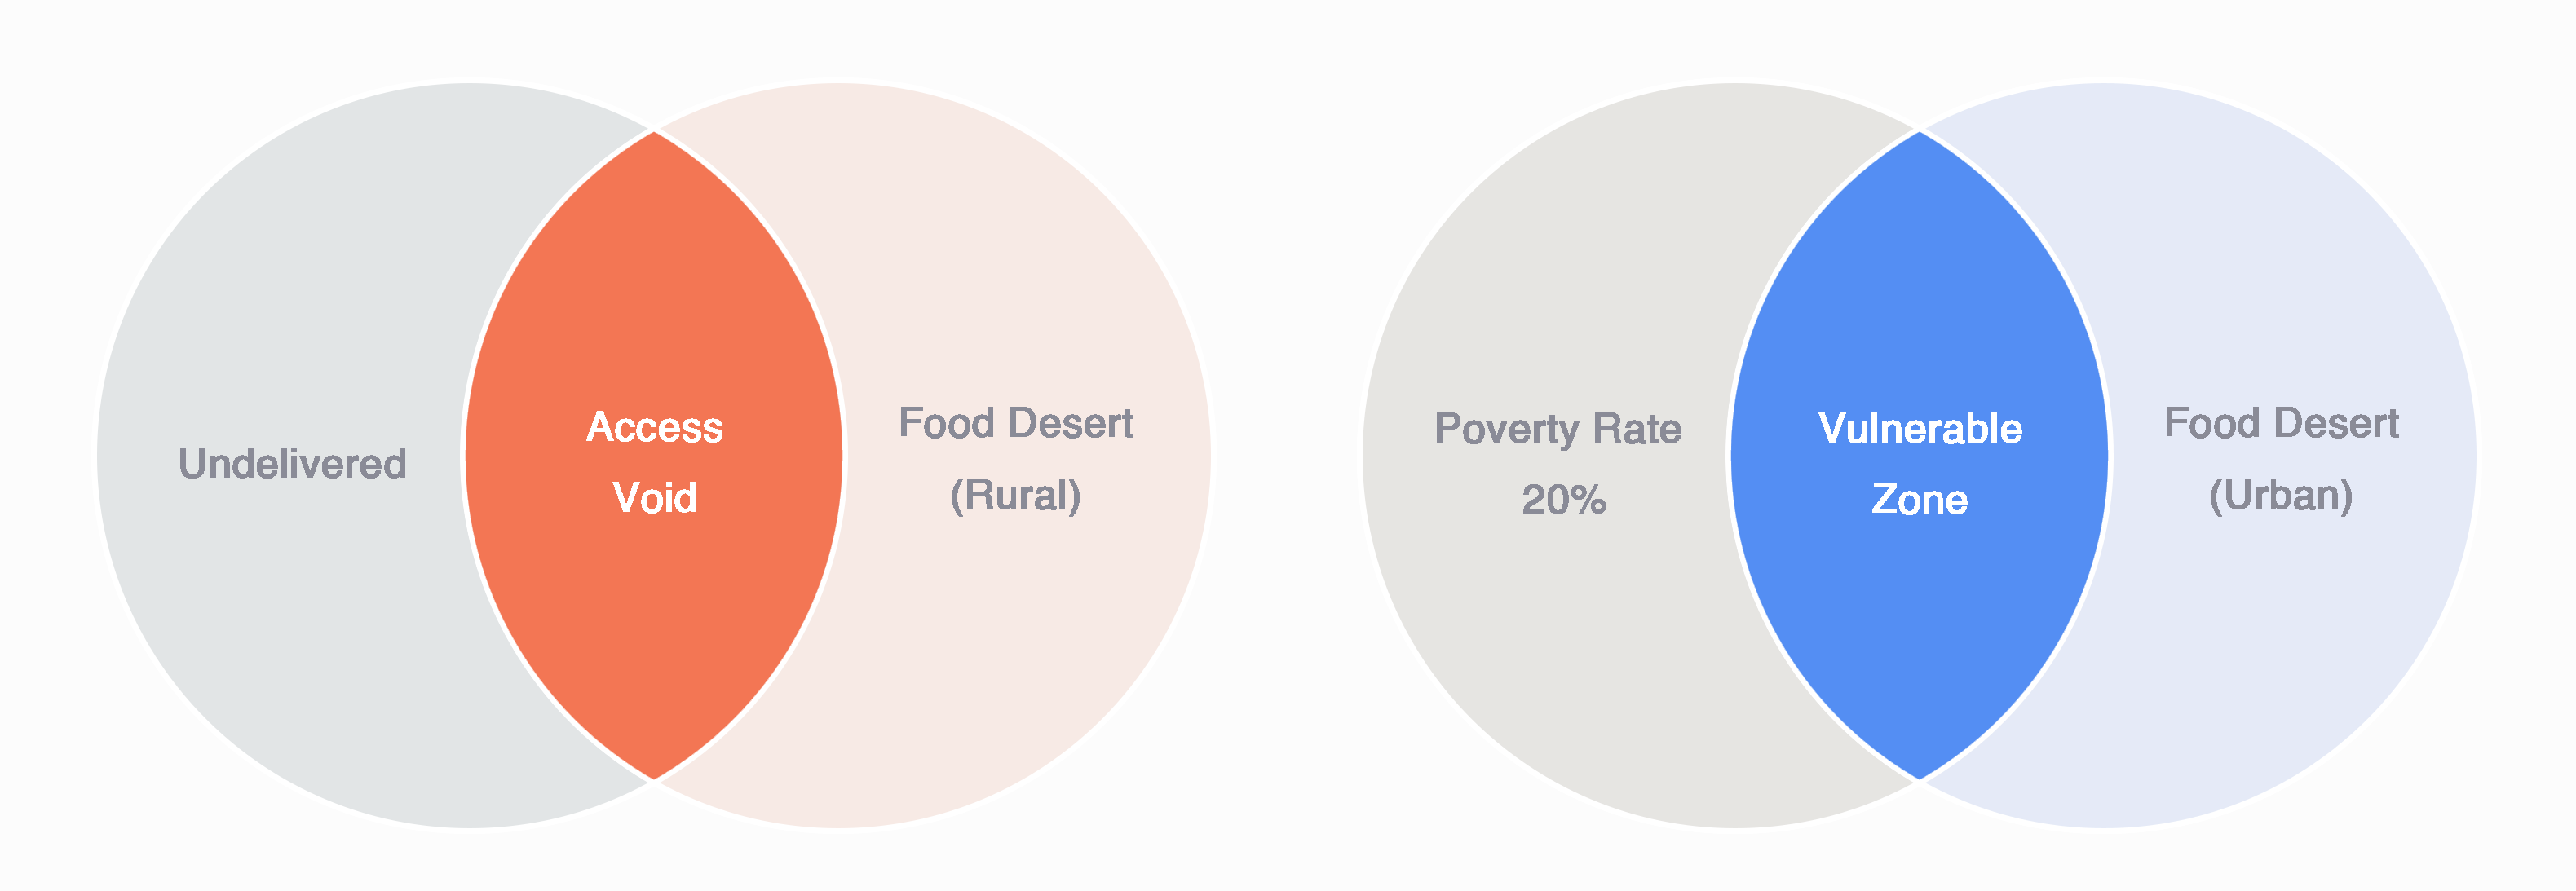 Undelivered
Access
Void
Food Desert
(Rural)
Poverty Rate
20%
Vulnerable
Zone
Food Desert
(Urban)